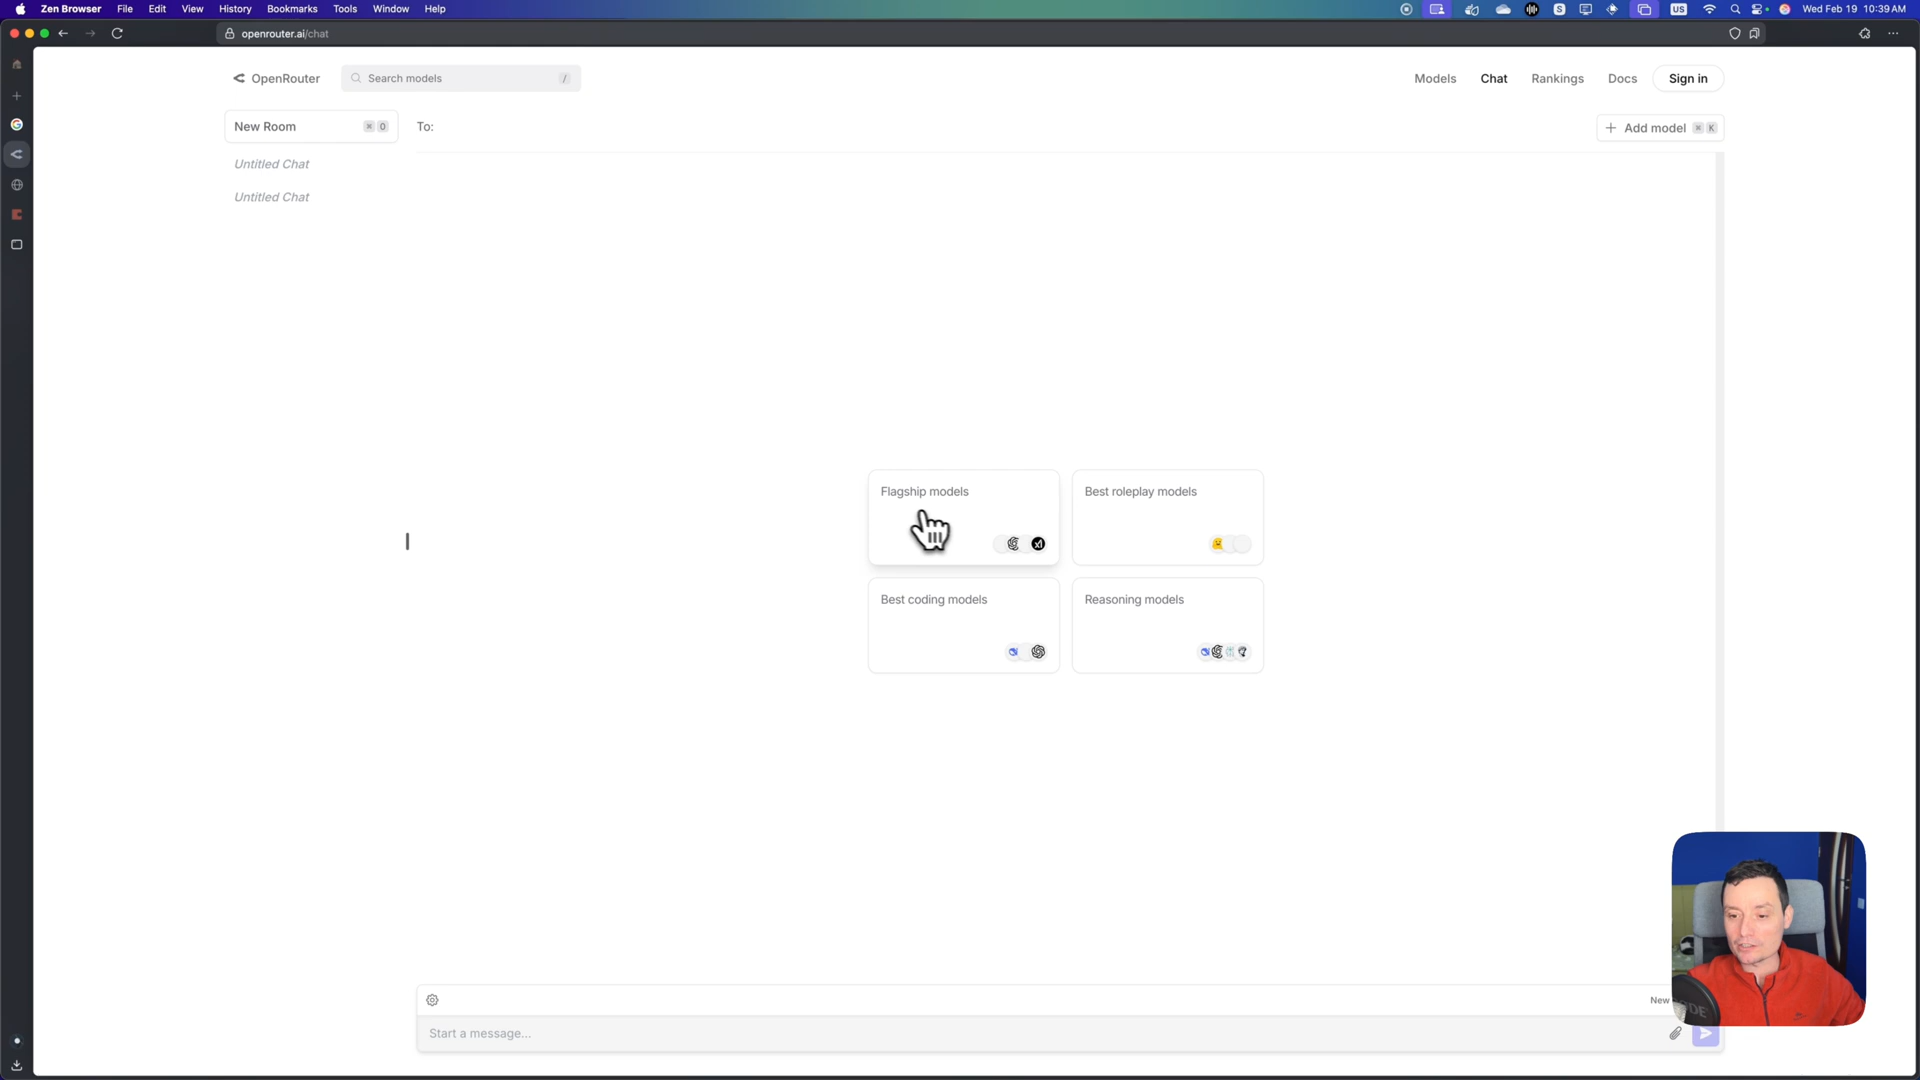 Zen Browser File Edit View History Bookmarks Tools Window Help
S
US
Wed Feb 19 10:39 AM
openrouter.ai/chat
OpenRouter
Search models
/
Models Chat Rankings Docs Sign in
New Room
⌘ O
To:
+ Add model ⌘ K
Untitled Chat
Untitled Chat
Flagship models
xI
Best roleplay models
Best coding models
Reasoning models
New
Start a message...